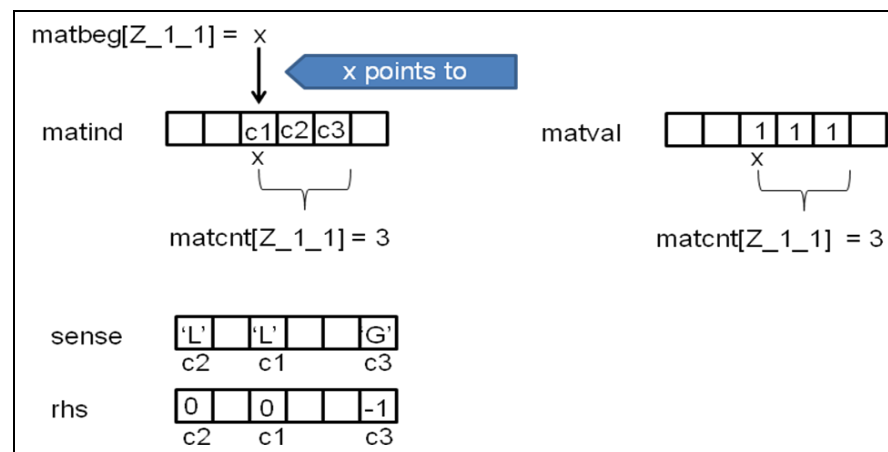 matbeg[Z_1_1] = x
x points to
matind c1 c2 c3
matval 1 1 1
x
x
matcnt[Z_1_1] = 3
matcnt[Z_1_1] = 3
sense 'L' 'L' 'G'
c2 c1 c3
rhs 0 0 -1
c2 c1 c3